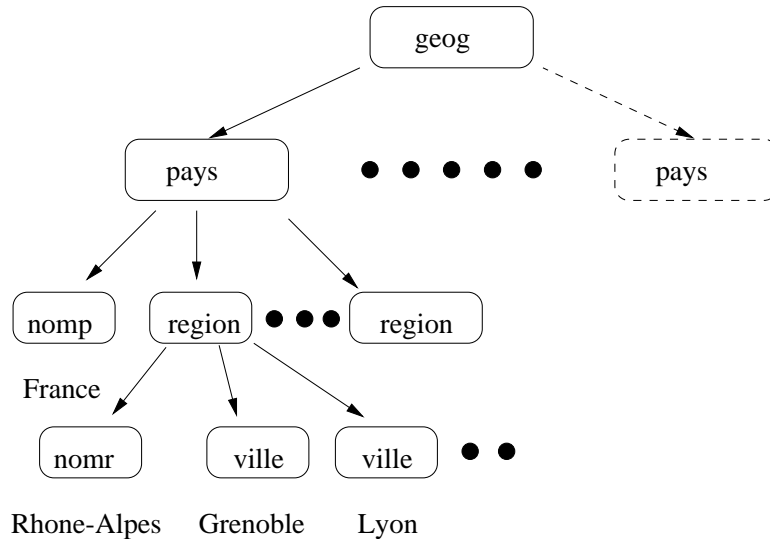 geog
pays
pays
nomp
region
region
France
nomr
ville
ville
Rhone-Alpes
Grenoble
Lyon